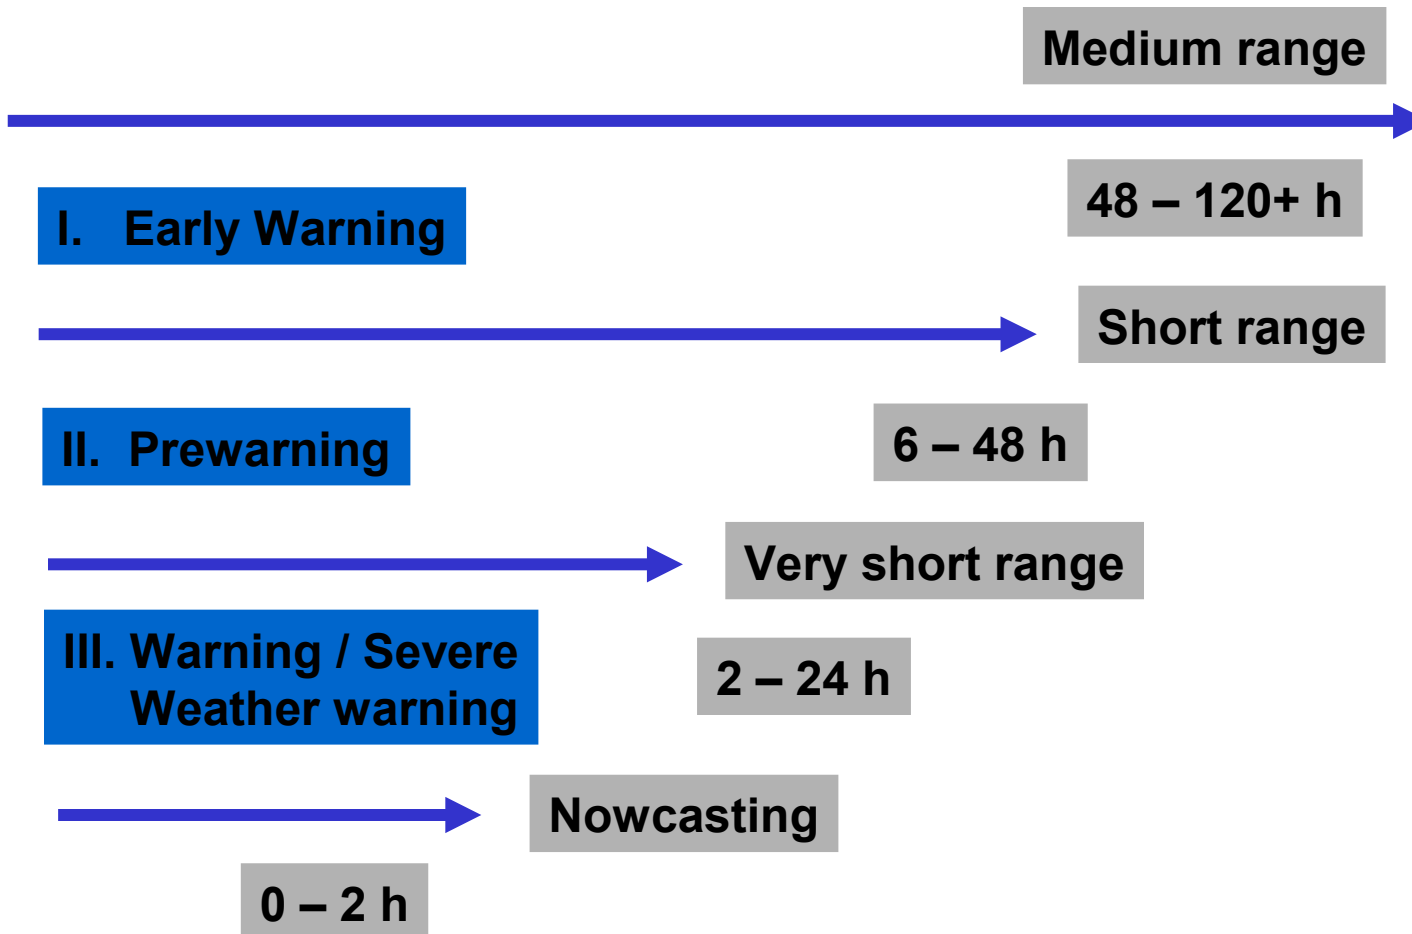 Medium range
48 – 120+ h
I. Early Warning
Short range
6 – 48 h
II. Prewarning
Very short range
III. Warning / Severe
Weather warning
2 – 24 h
Nowcasting
0 – 2 h